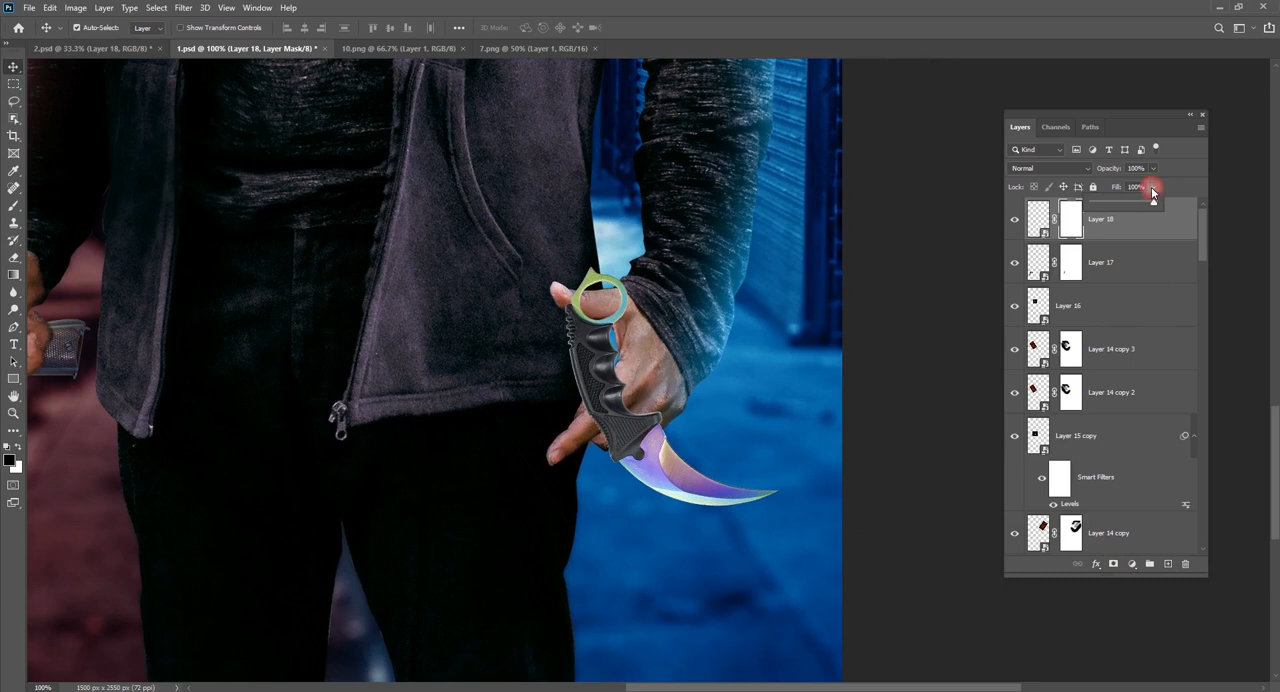 Ps File Edit Image Layer Type Select Filter 3D View Window Help
Auto-Select: Layer Show Transform Controls 3D Mode:
2.psd @ 33.3% (Layer 18, RGB/8) * × 1.psd @ 100% (Layer 18, Layer Mask/8) * × 10.png @ 66.7% (Layer 1, RGB/8) × 7.png @ 50% (Layer 1, RGB/16) ×
Layers Channels Paths
Kind
Normal Opacity: 100%
Lock: Fill: 100%
Layer 18
Layer 17
Layer 16
Layer 14 copy 3
Layer 14 copy 2
Layer 15 copy
Smart Filters
Levels
Layer 14 copy
fx
100% 1500 px x 2550 px (72 ppi)